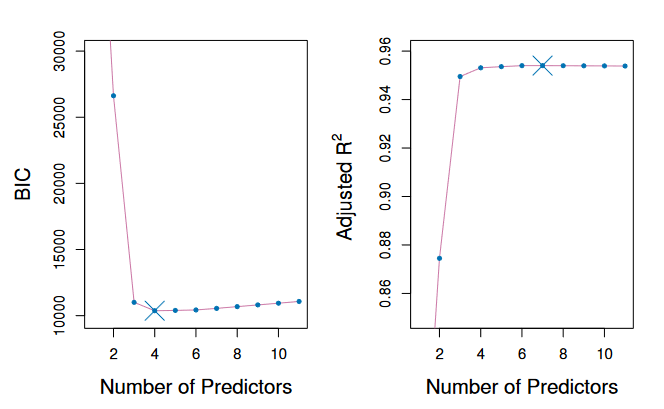 BIC
30000
25000
20000
15000
10000
2 4 6 8 10
Number of Predictors
Adjusted R²
0.96
0.94
0.92
0.90
0.88
0.86
2 4 6 8 10
Number of Predictors